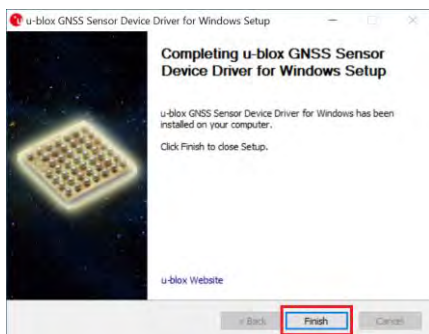 u-blox GNSS Sensor Device Driver for Windows Setup
Completing u-blox GNSS Sensor
Device Driver for Windows Setup
u-blox GNSS Sensor Device Driver for Windows has been
installed on your computer.
Click Finish to close Setup.
u-blox Website
< Back
Finish
Cancel